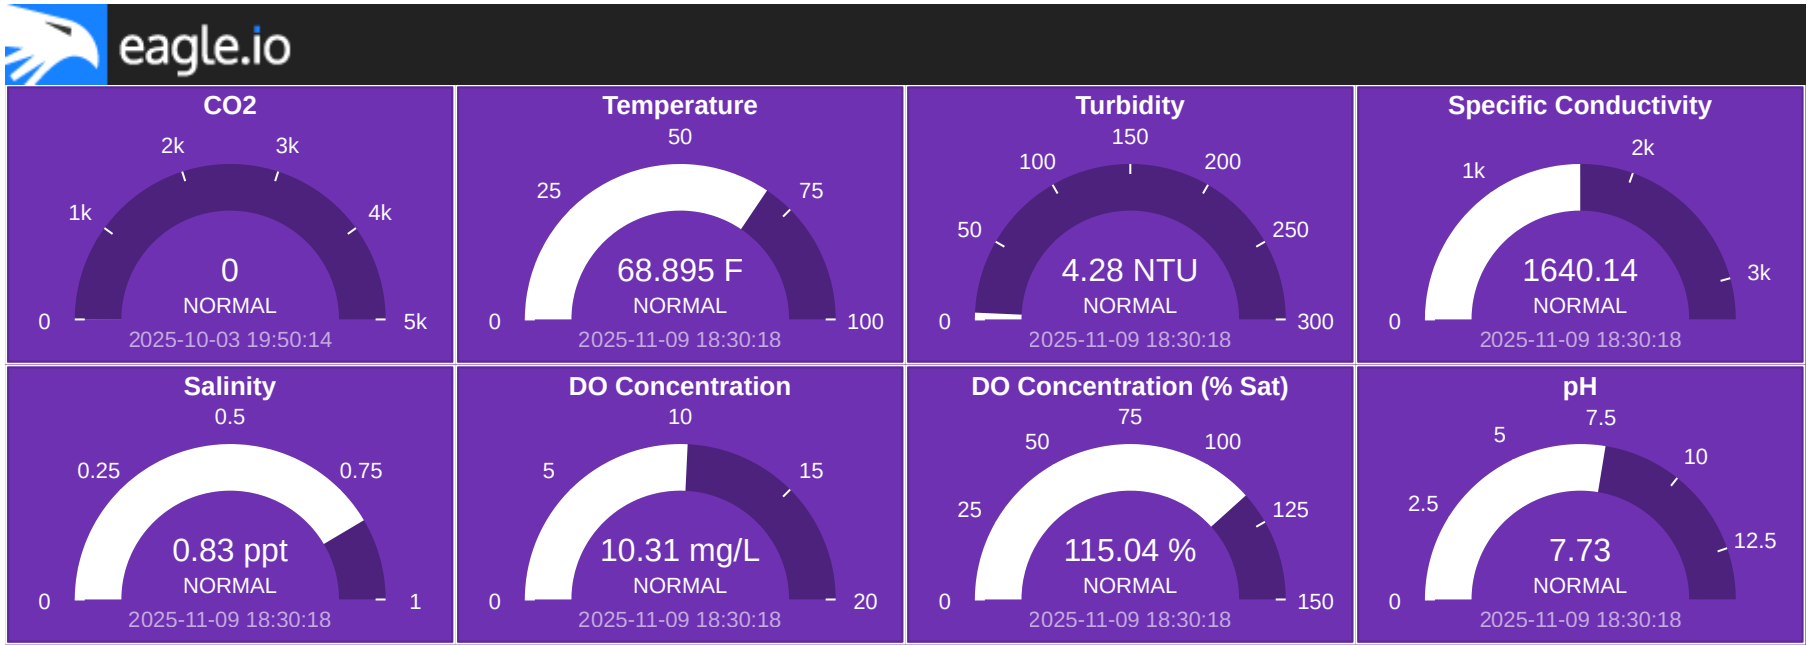 eagle.io
CO2
2k
3k
1k
4k
0
NORMAL
0
5k
2025-10-03 19:50:14
Temperature
50
25
75
68.895 F
NORMAL
0
100
2025-11-09 18:30:18
Turbidity
150
100
200
50
250
4.28 NTU
NORMAL
0
300
2025-11-09 18:30:18
Specific Conductivity
2k
1k
1640.14
3k
NORMAL
0
2025-11-09 18:30:18
Salinity
0.5
0.25
0.75
0.83 ppt
NORMAL
0
1
2025-11-09 18:30:18
DO Concentration
10
5
15
10.31 mg/L
NORMAL
0
20
2025-11-09 18:30:18
DO Concentration (% Sat)
75
50
100
25
125
115.04 %
NORMAL
0
150
2025-11-09 18:30:18
pH
7.5
5
10
2.5
12.5
7.73
NORMAL
0
2025-11-09 18:30:18